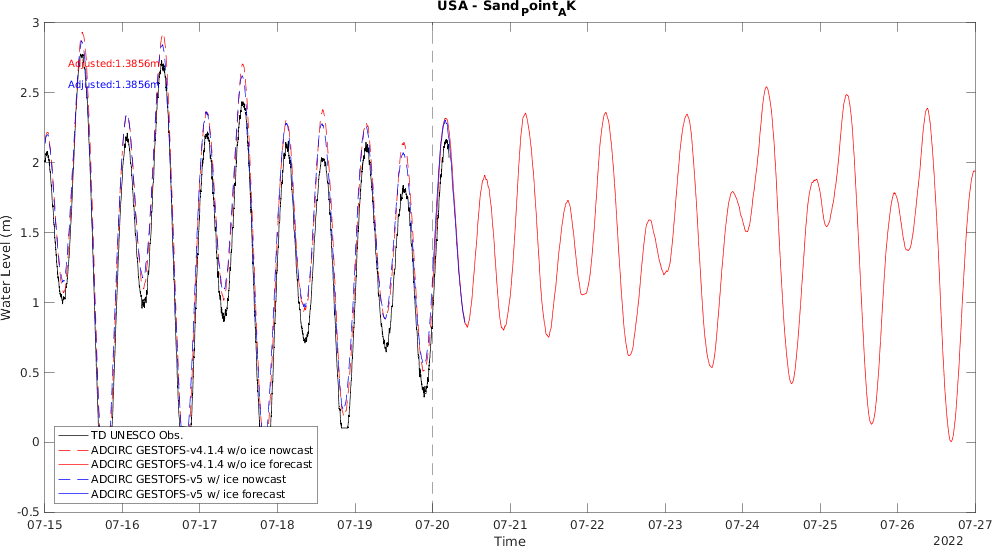 USA - Sand_Point_AK
Adjusted:1.3856m
Adjusted:1.3856m
Water Level (m)
3
2.5
2
1.5
1
0.5
0
-0.5
TD UNESCO Obs.
ADCIRC GESTOFS-v4.1.4 w/o ice nowcast
ADCIRC GESTOFS-v4.1.4 w/o ice forecast
ADCIRC GESTOFS-v5 w/ ice nowcast
ADCIRC GESTOFS-v5 w/ ice forecast
07-15 07-16 07-17 07-18 07-19 07-20 07-21 07-22 07-23 07-24 07-25 07-26 07-27
Time
2022